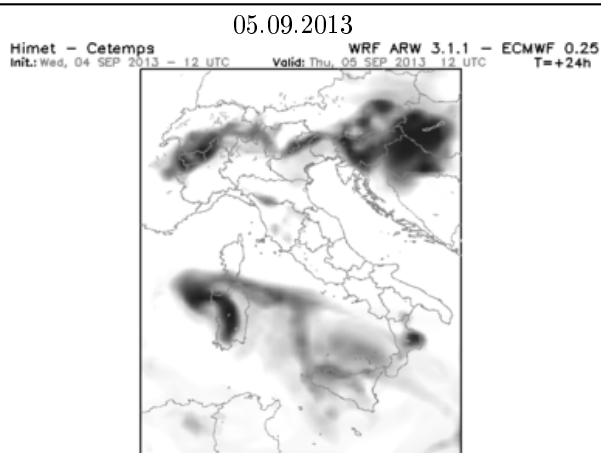 05.09.2013
Himet - Cetemps WRF ARW 3.1.1 - ECMWF 0.25
Init.: Wed, 04 SEP 2013 - 12 UTC Valid: Thu, 05 SEP 2013 12 UTC T=+24h